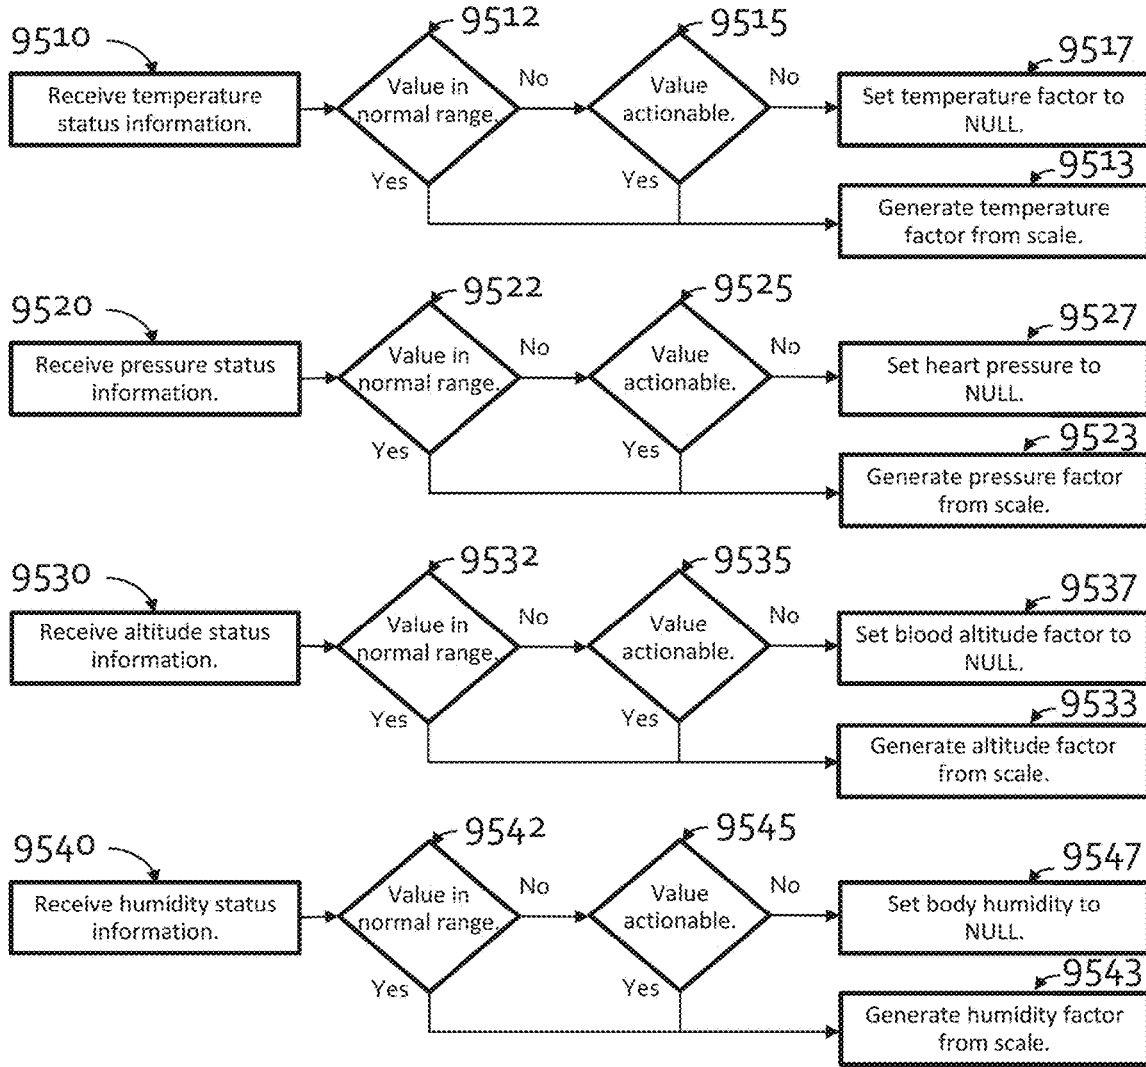 9510
9512
9515
9517
Receive temperature
status information.
Value in
normal range.
No
Value
actionable.
No
Set temperature factor to
NULL.
Yes
Yes
9513
Generate temperature
factor from scale.
9520
9522
9525
9527
Receive pressure status
information.
Value in
normal range.
No
Value
actionable.
No
Set heart pressure to
NULL.
Yes
Yes
9523
Generate pressure factor
from scale.
9530
9532
9535
9537
Receive altitude status
information.
Value in
normal range.
No
Value
actionable.
No
Set blood altitude factor to
NULL.
Yes
Yes
9533
Generate altitude factor
from scale.
9540
9542
9545
9547
Receive humidity status
information.
Value in
normal range.
No
Value
actionable.
No
Set body humidity to
NULL.
Yes
Yes
9543
Generate humidity factor
from scale.